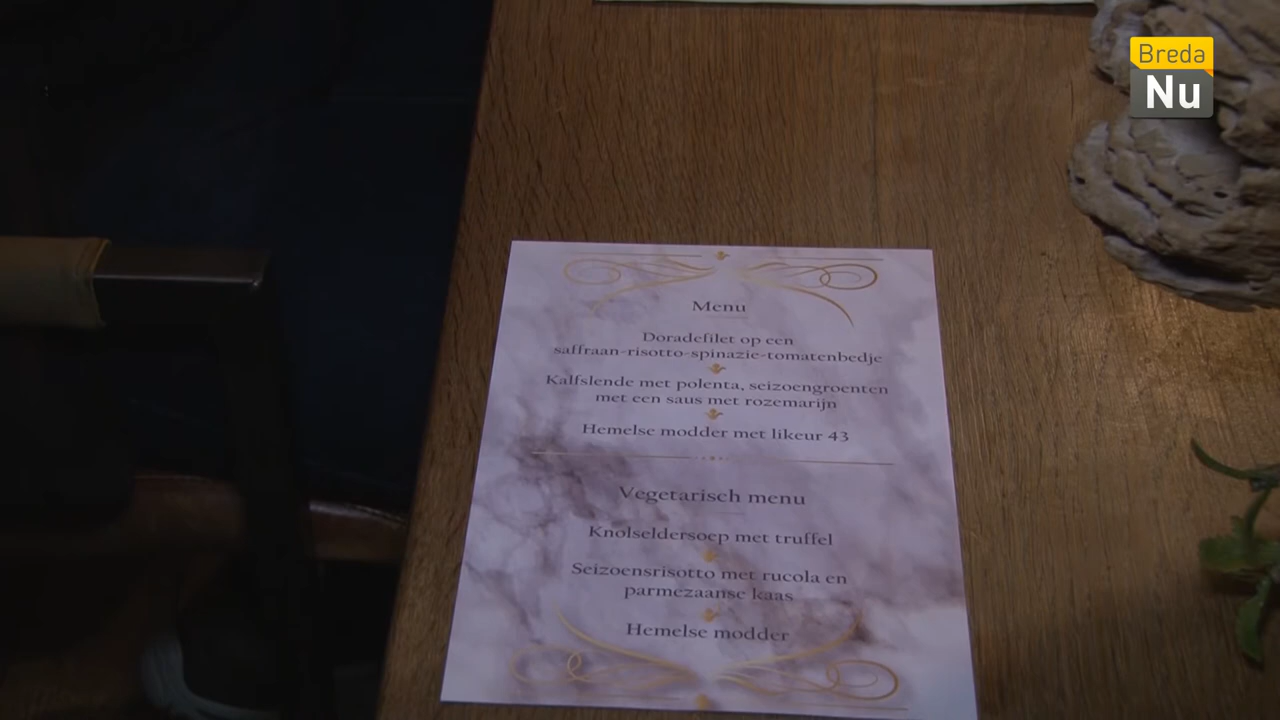 Breda
Nu
Menu
Doradefilet op een
saffraan-risotto-spinazie-tomatenbedje
Kalfslende met polenta, seizoengroenten
met een saus met rozemarijn
Hemelse modder met likeur 43
Vegetarisch menu
Knolseldersoep met truffel
Seizoensrisotto met rucola en
parmezaanse kaas
Hemelse modder